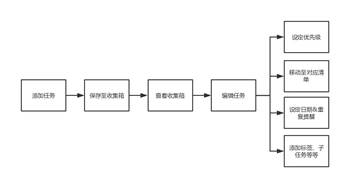 添加任务
保存至收集箱
查看收集箱
编辑任务
设定优先级
移动至对应清
单
设定日期&重
复提醒
添加标签、子
任务等等